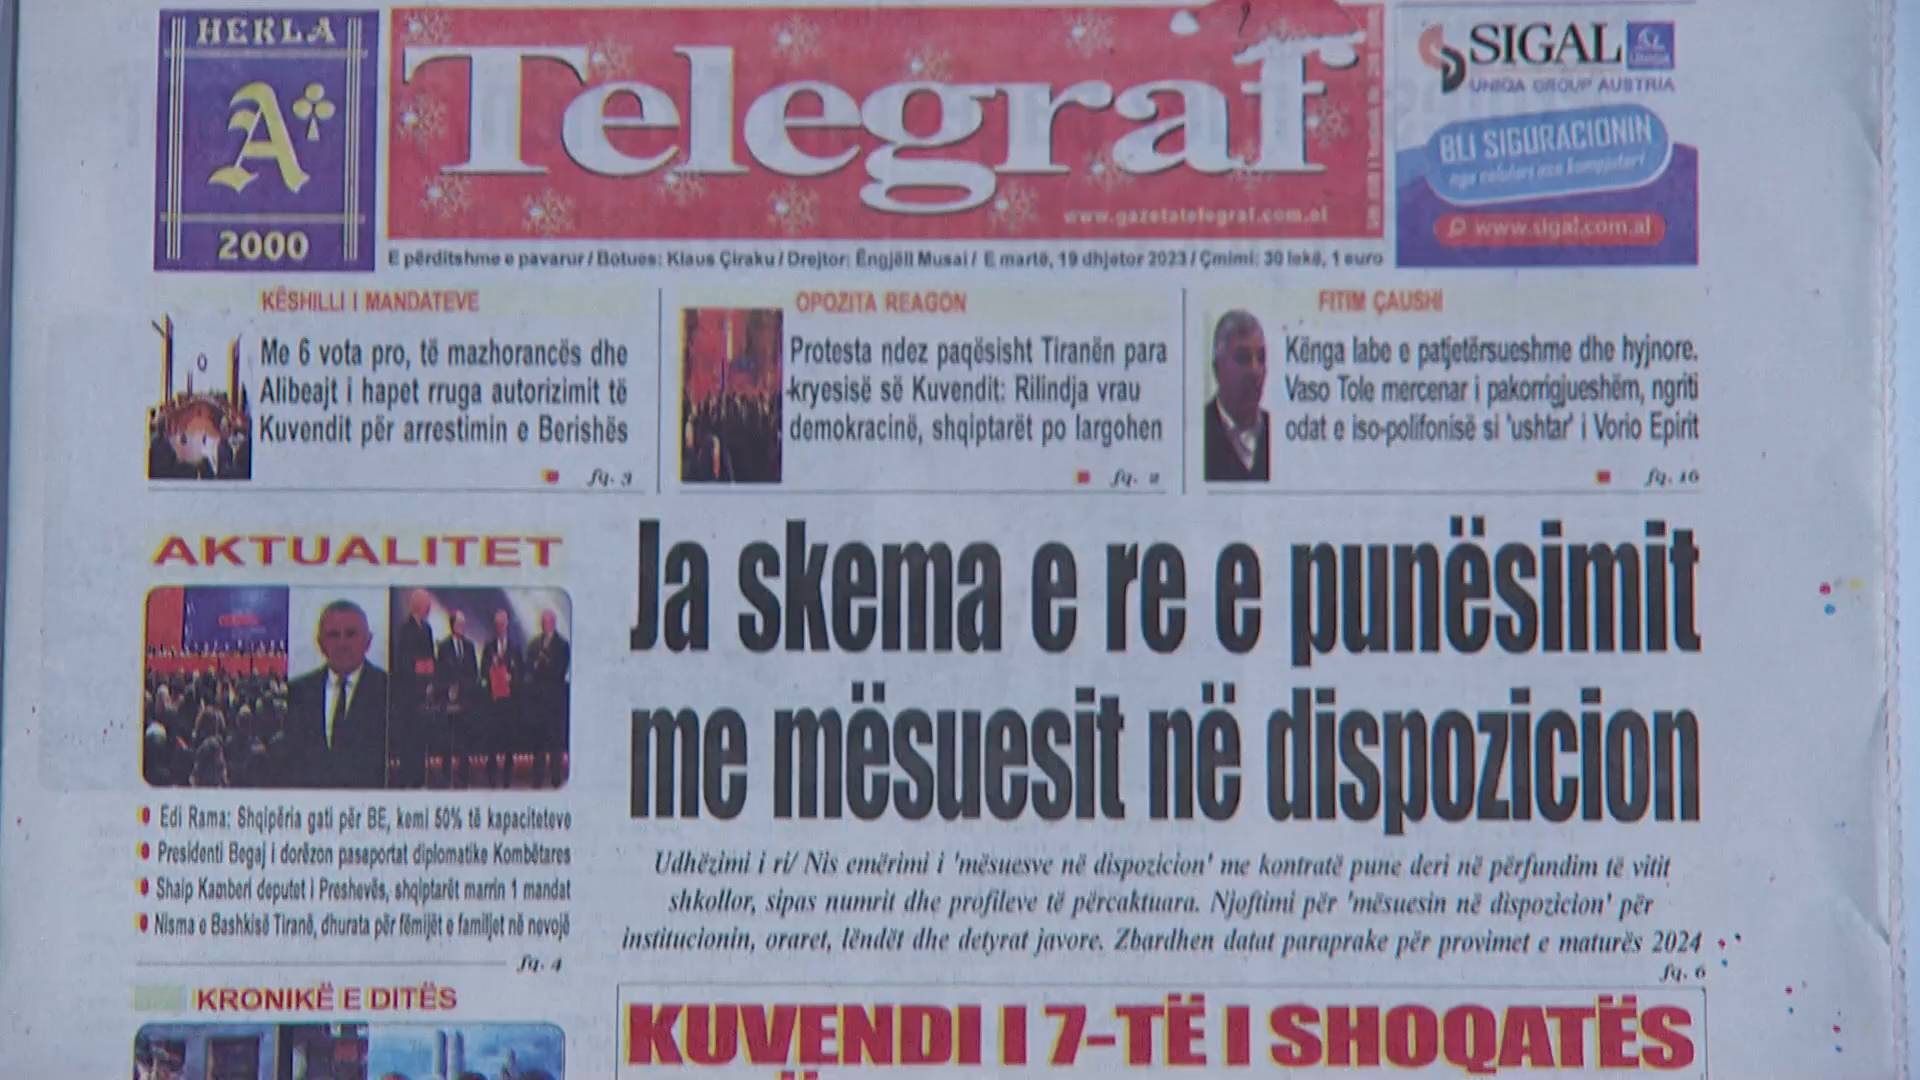 HEKLA
A
2000
Telegraf
www.gazetatelegraf.com.al
SIGAL
UNIQA
UNIQA GROUP AUSTRIA
BLI SIGURACIONIN
nga celulari ose kompjuteri
www.sigal.com.al
E përditshme e pavarur / Botues: Klaus Çiraku / Drejtor: Ëngjëll Musai / E martë, 19 dhjetor 2023 / Çmimi: 30 lekë, 1 euro
KËSHILLI I MANDATEVE
Me 6 vota pro, të mazhorancës dhe
Alibeajt i hapet rruga autorizimit të
Kuvendit për arrestimin e Berishës
fq. 3
OPOZITA REAGON
Protesta ndez paqësisht Tiranën para
kryesisë së Kuvendit: Rilindja vrau
demokracinë, shqiptarët po largohen
fq.
FITIM ÇAUSHI
Kënga labe e patjetërsueshme dhe hyjnore.
Vaso Tole mercenar i pakorrigjueshëm, ngriti
odat e iso-polifonisë si 'ushtar' i Vorio Epirit
fq. 16
AKTUALITET
Edi Rama: Shqipëria gati për BE, kemi 50% të kapaciteteve
Presidenti Begaj i dorëzon pasaportat diplomatike Kombëtares
Shaip Kamberi deputet i Preshevës, shqiptarët marrin 1 mandat
Nisma e Bashkisë Tiranë, dhurata për fëmijët e familjet në nevojë
fq. 4
KRONIKË E DITËS
Ja skema e re e punësimit
me mësuesit në dispozicion
Udhëzimi i ri/ Nis emërimi i 'mësuesve në dispozicion' me kontratë pune deri në përfundim të vitit
shkollor, sipas numrit dhe profileve të përcaktuara. Njoftimi për 'mësuesin në dispozicion' për
institucionin, oraret, lëndët dhe detyrat javore. Zbardhen datat paraprake për provimet e maturës 2024
fq. 6
KUVENDI I 7-TË I SHOQATËS